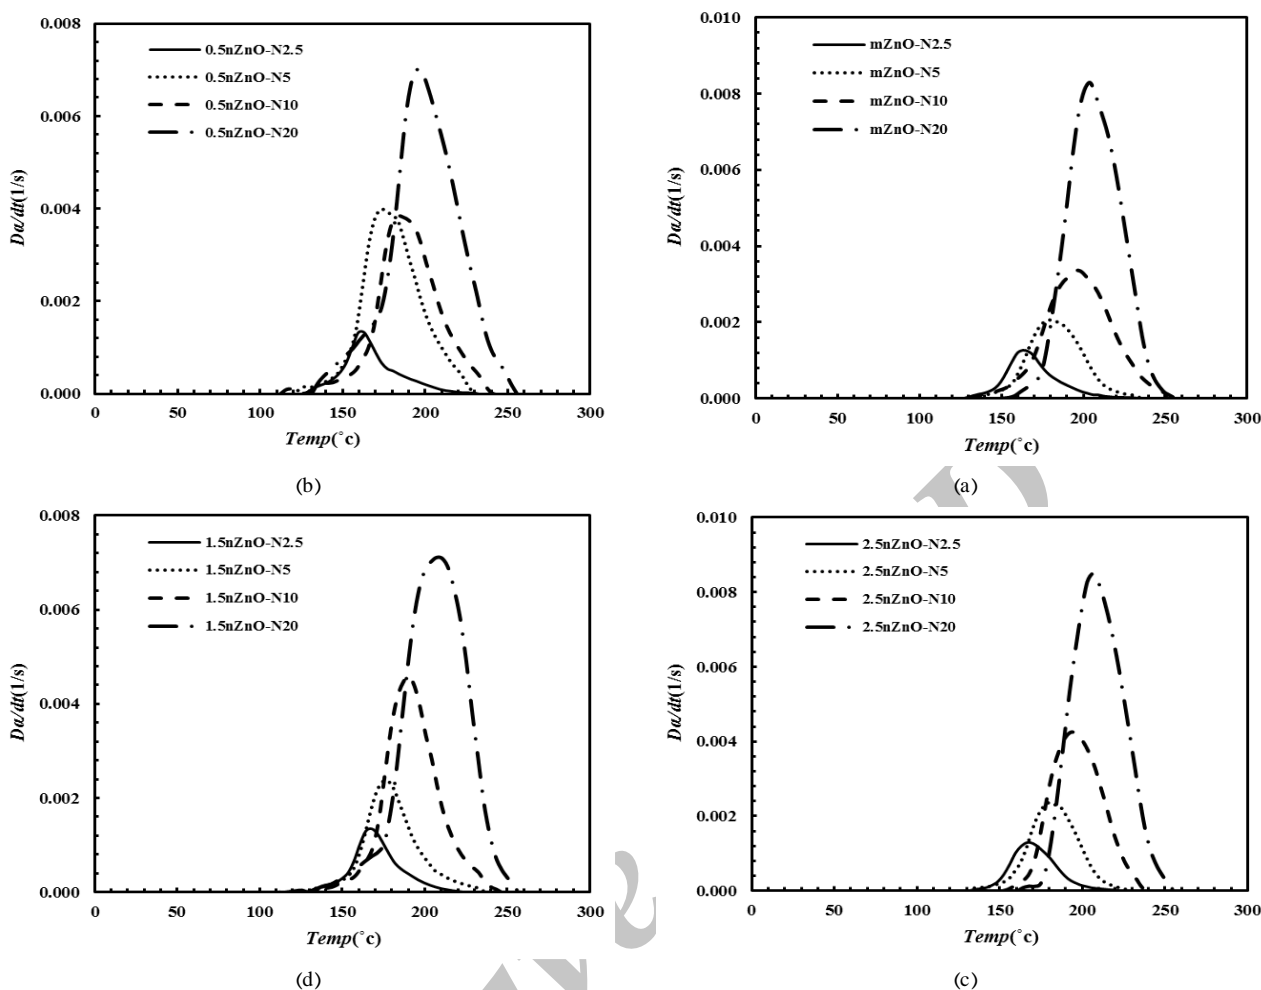 0.008
0.006
0.004
0.002
0.000
0.5nZnO-N2.5
0.5nZnO-N5
0.5nZnO-N10
0.5nZnO-N20
Da/dt(1/s)
0 50 100 150 200 250 300
Temp(˚c)
(b)
0.010
0.008
0.006
0.004
0.002
0.000
mZnO-N2.5
mZnO-N5
mZnO-N10
mZnO-N20
Da/dt(1/s)
0 50 100 150 200 250 300
Temp(˚c)
(a)
0.008
0.006
0.004
0.002
0.000
1.5nZnO-N2.5
1.5nZnO-N5
1.5nZnO-N10
1.5nZnO-N20
Da/dt(1/s)
0 50 100 150 200 250 300
Temp(˚c)
(d)
0.010
0.008
0.006
0.004
0.002
0.000
2.5nZnO-N2.5
2.5nZnO-N5
2.5nZnO-N10
2.5nZnO-N20
Da/dt(1/s)
0 50 100 150 200 250 300
Temp(˚c)
(c)